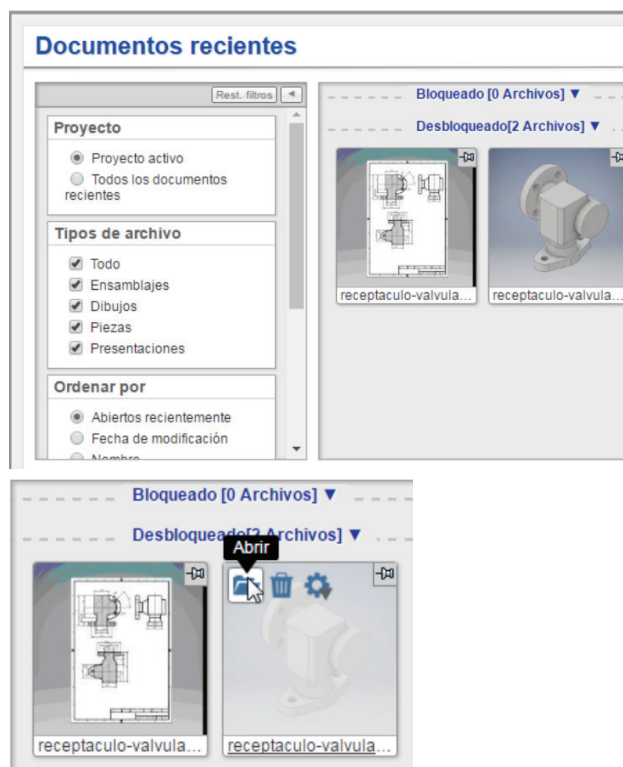 Documentos recientes
Rest. filtros
Proyecto
Proyecto activo
Todos los documentos
recientes
Tipos de archivo
Todo
Ensamblajes
Dibujos
Piezas
Presentaciones
Ordenar por
Abiertos recientemente
Fecha de modificación
Nombre
Bloqueado [0 Archivos] ▼
Desbloqueado[2 Archivos] ▼
receptaculo-valvula...
receptaculo-valvula...
Bloqueado [0 Archivos] ▼
Desbloqueado[2 Archivos] ▼
Abrir
receptaculo-valvula...
receptaculo-valvula...